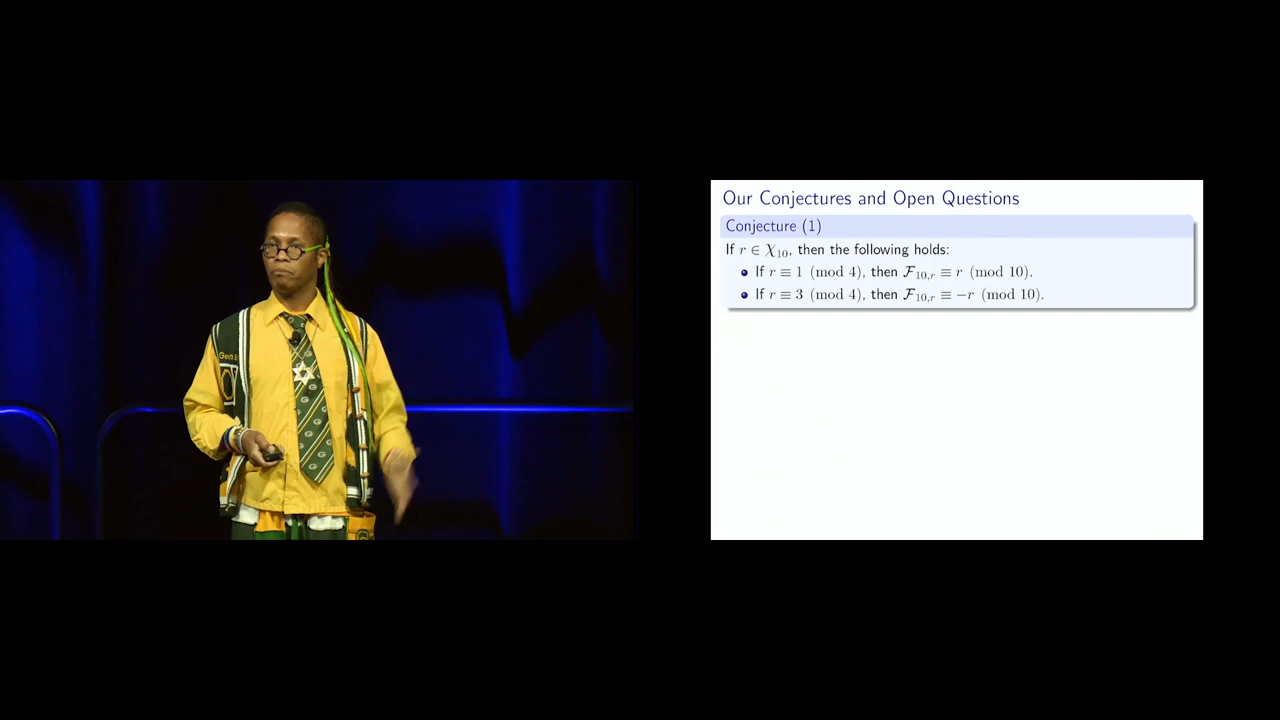 Our Conjectures and Open Questions
Conjecture (1)
If r ∈ χ₁₀, then the following holds:
If r ≡ 1 (mod 4), then 𝓕₁₀,ᵣ ≡ r (mod 10).
If r ≡ 3 (mod 4), then 𝓕₁₀,ᵣ ≡ −r (mod 10).